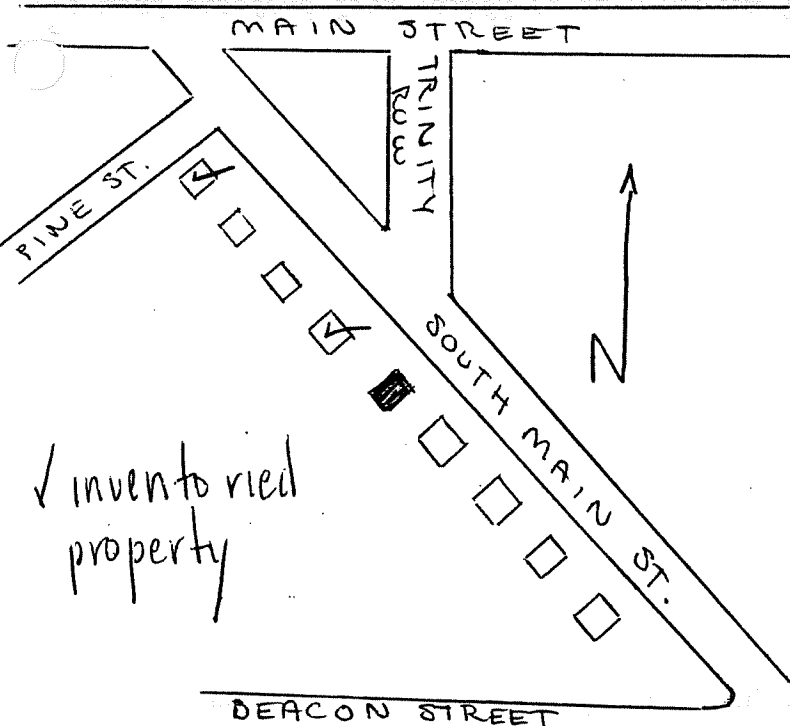 MAIN STREET
TRINITY
ROW
PINE ST.
SOUTH MAIN ST.
N
✓ inventoried
property
BEACON STREET